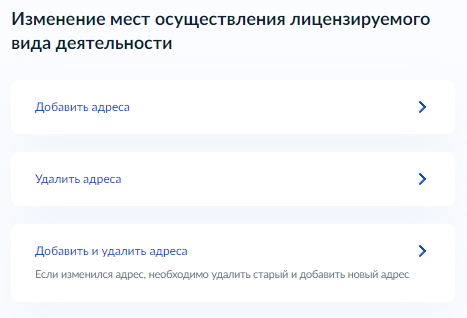 Изменение мест осуществления лицензируемого
вида деятельности
Добавить адреса
Удалить адреса
Добавить и удалить адреса
Если изменился адрес, необходимо удалить старый и добавить новый адрес